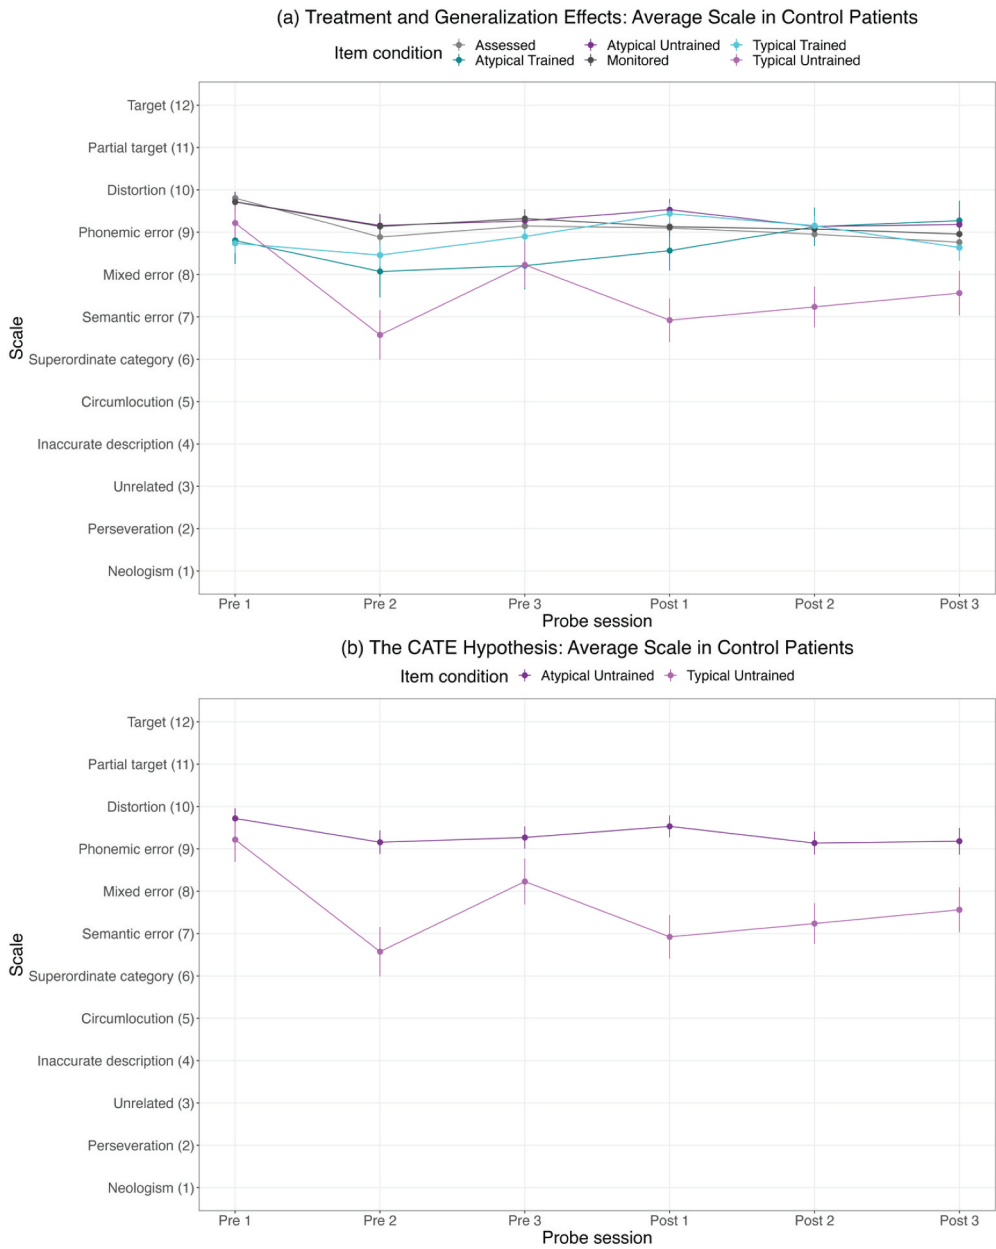 (a) Treatment and Generalization Effects: Average Scale in Control Patients
Item condition Assessed Atypical Untrained Typical Trained
Atypical Trained Monitored Typical Untrained
Target (12)
Partial target (11)
Distortion (10)
Phonemic error (9)
Mixed error (8)
Semantic error (7)
Superordinate category (6)
Circumlocution (5)
Inaccurate description (4)
Unrelated (3)
Perseveration (2)
Neologism (1)
Scale
Pre 1 Pre 2 Pre 3 Post 1 Post 2 Post 3
Probe session
(b) The CATE Hypothesis: Average Scale in Control Patients
Item condition Atypical Untrained Typical Untrained
Target (12)
Partial target (11)
Distortion (10)
Phonemic error (9)
Mixed error (8)
Semantic error (7)
Superordinate category (6)
Circumlocution (5)
Inaccurate description (4)
Unrelated (3)
Perseveration (2)
Neologism (1)
Scale
Pre 1 Pre 2 Pre 3 Post 1 Post 2 Post 3
Probe session